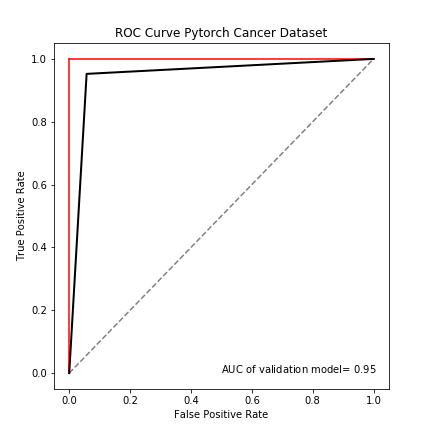 ROC Curve Pytorch Cancer Dataset
1.0
0.8
0.6
0.4
0.2
0.0
True Positive Rate
AUC of validation model= 0.95
0.0 0.2 0.4 0.6 0.8 1.0
False Positive Rate